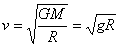 v = √(GM/R) = √(gR)